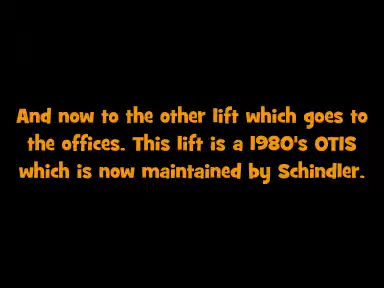 And now to the other lift which goes to
the offices. This lift is a 1980's OTIS
which is now maintained by Schindler.